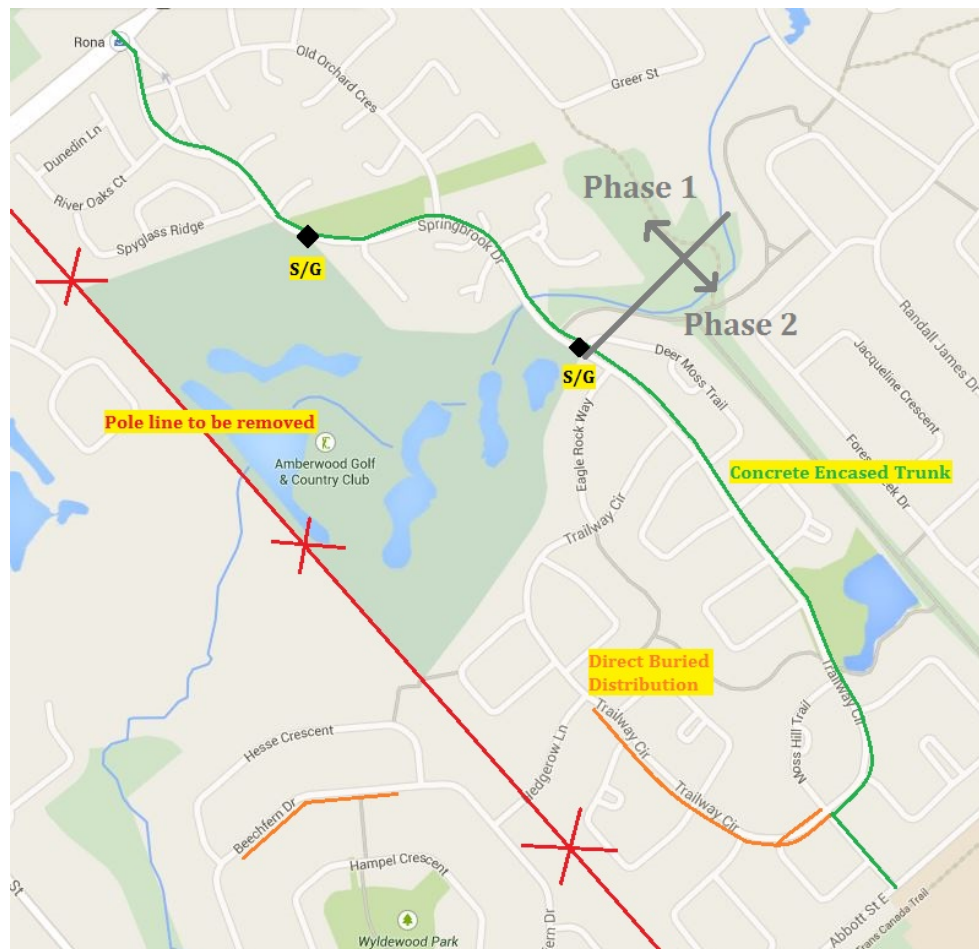 Rona
Old Orchard Cres
Greer St
Dunedin Ln
River Oaks Ct
Spyglass Ridge
Springbrook Dr
S/G
Phase 1
Phase 2
S/G
Deer Moss Trail
Randall James Dr
Jacqueline Crescent
Eagle Rock Way
Pole line to be removed
Amberwood Golf
& Country Club
Concrete Encased Trunk
Trailway Cir
Direct Buried
Distribution
Trailway Cir
Trailway Cir
Moss Hill Trail
Trailway Cir
Hesse Crescent
Hedgerow Ln
Beechfern Dr
Hampel Crescent
Wyldewood Park
fern Dr
St
Abbott St E
Trans Canada Trail